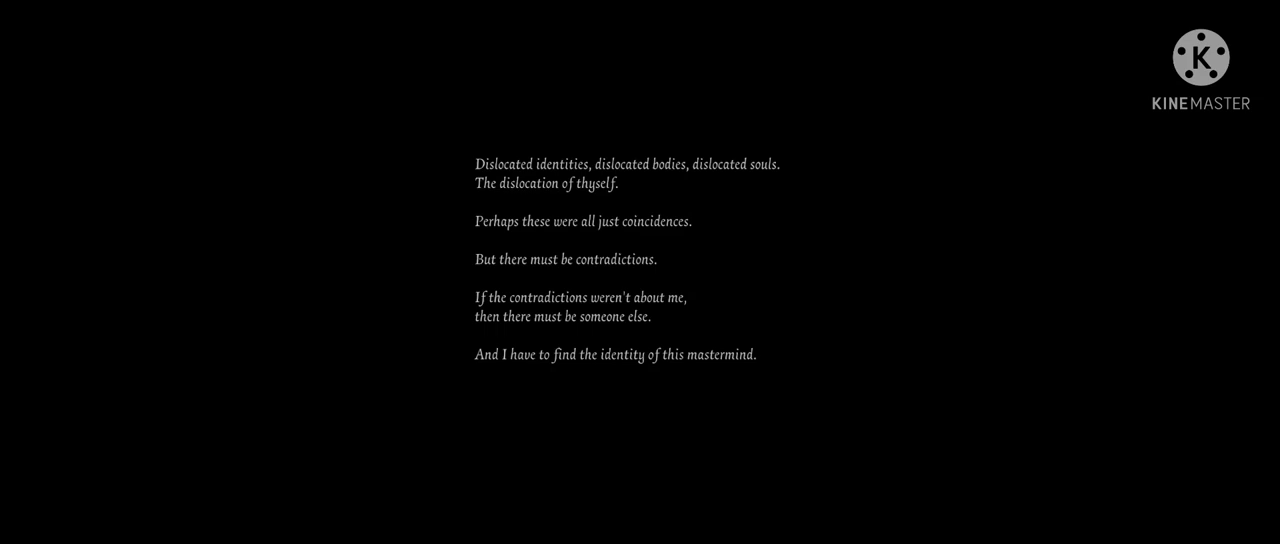 K
KINEMASTER
Dislocated identities, dislocated bodies, dislocated souls.
The dislocation of thyself.
Perhaps these were all just coincidences.
But there must be contradictions.
If the contradictions weren't about me,
then there must be someone else.
And I have to find the identity of this mastermind.